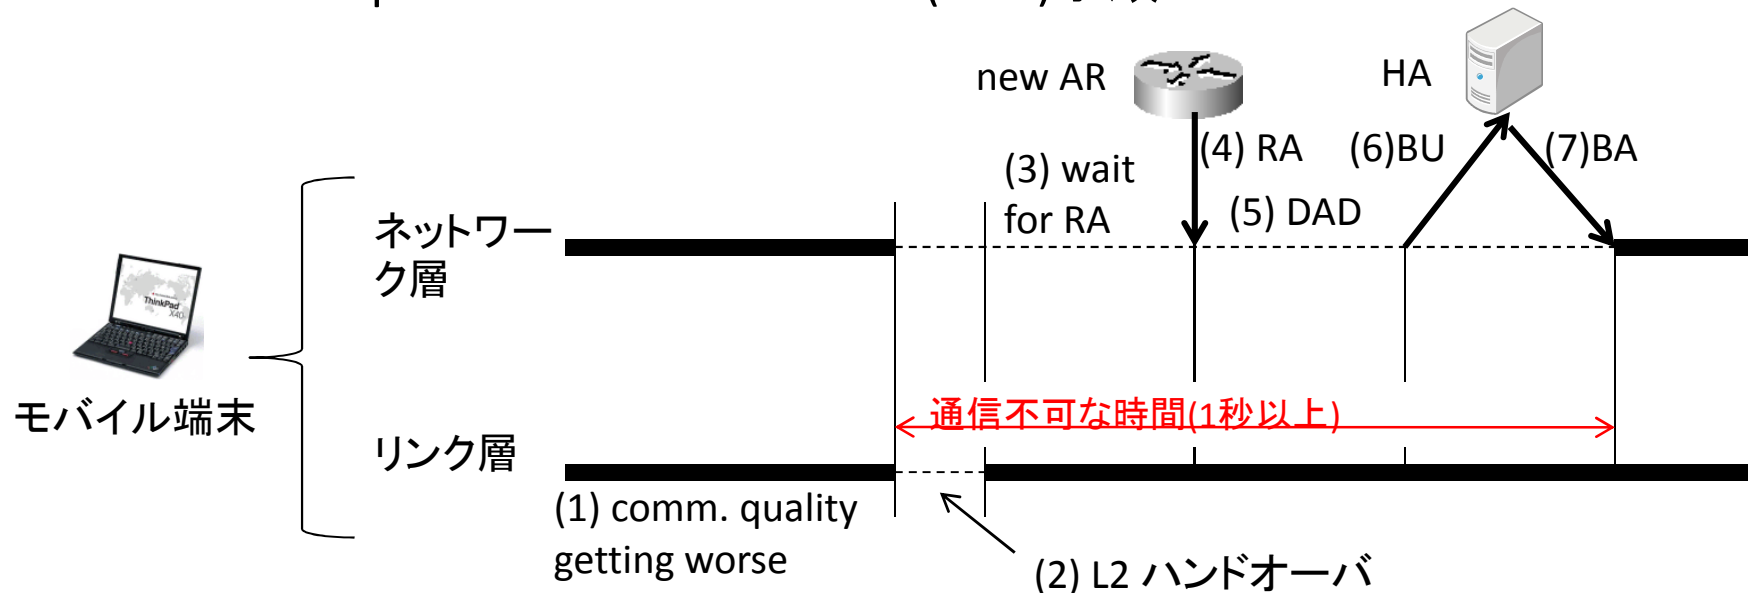 new AR
HA
(4) RA
(6)BU
(7)BA
(3) wait
for RA
(5) DAD
ネットワー
ク層
ThinkPad
X40
モバイル端末
通信不可な時間(1秒以上)
リンク層
(1) comm. quality
getting worse
(2) L2 ハンドオーバ